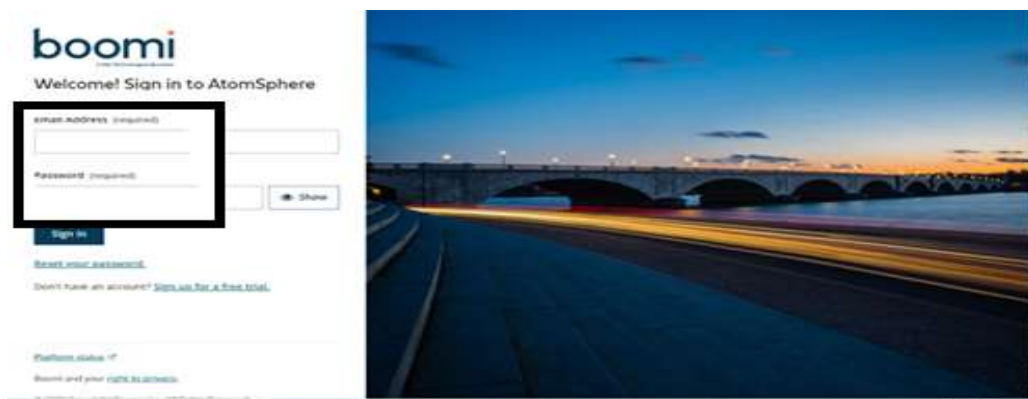 boomi
Welcome! Sign in to AtomSphere
Email Address (required)
Password (required)
Show
Sign In
Reset your password.
Don't have an account? Sign up for a free trial.
Platform status
Boomi and your right to privacy.